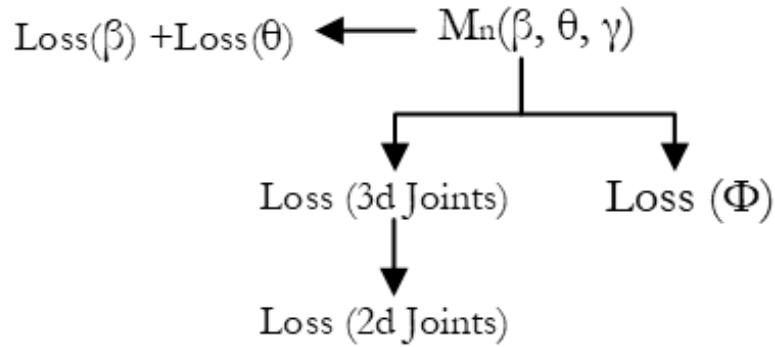 Loss(β) +Loss(θ)
Mn(β, θ, γ)
Loss (3d Joints)
Loss (Φ)
Loss (2d Joints)